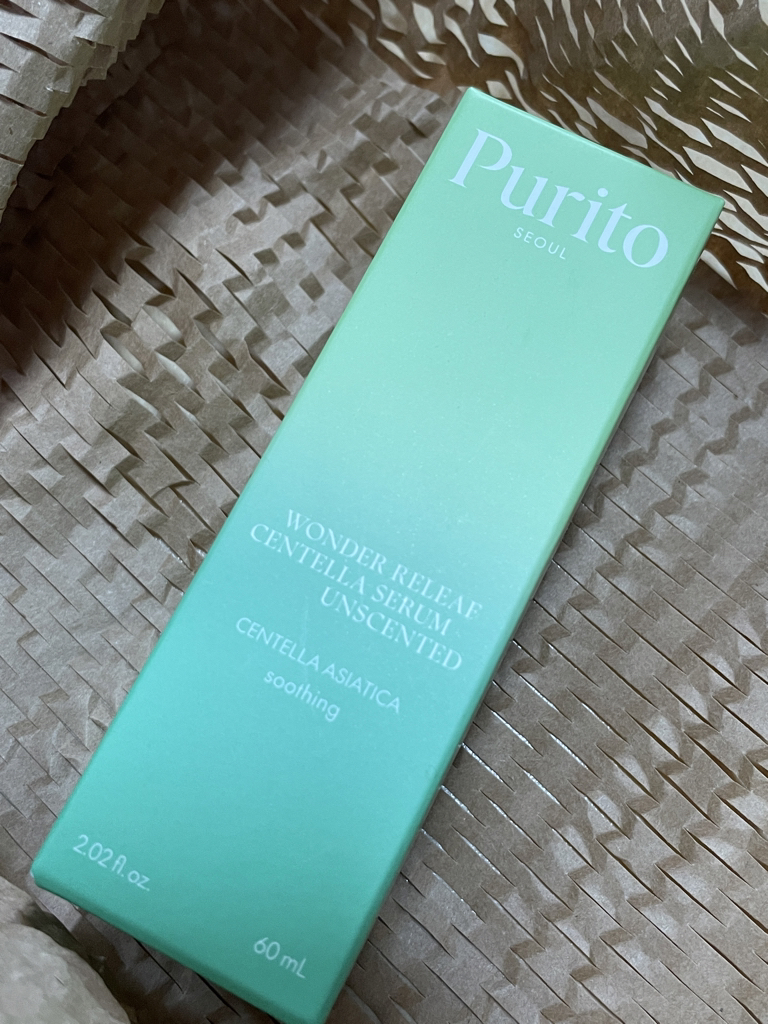 Purito
SEOUL
WONDER RELEAF
CENTELLA SERUM
UNSCENTED
CENTELLA ASIATICA
soothing
2.02 fl.oz.
60 mL